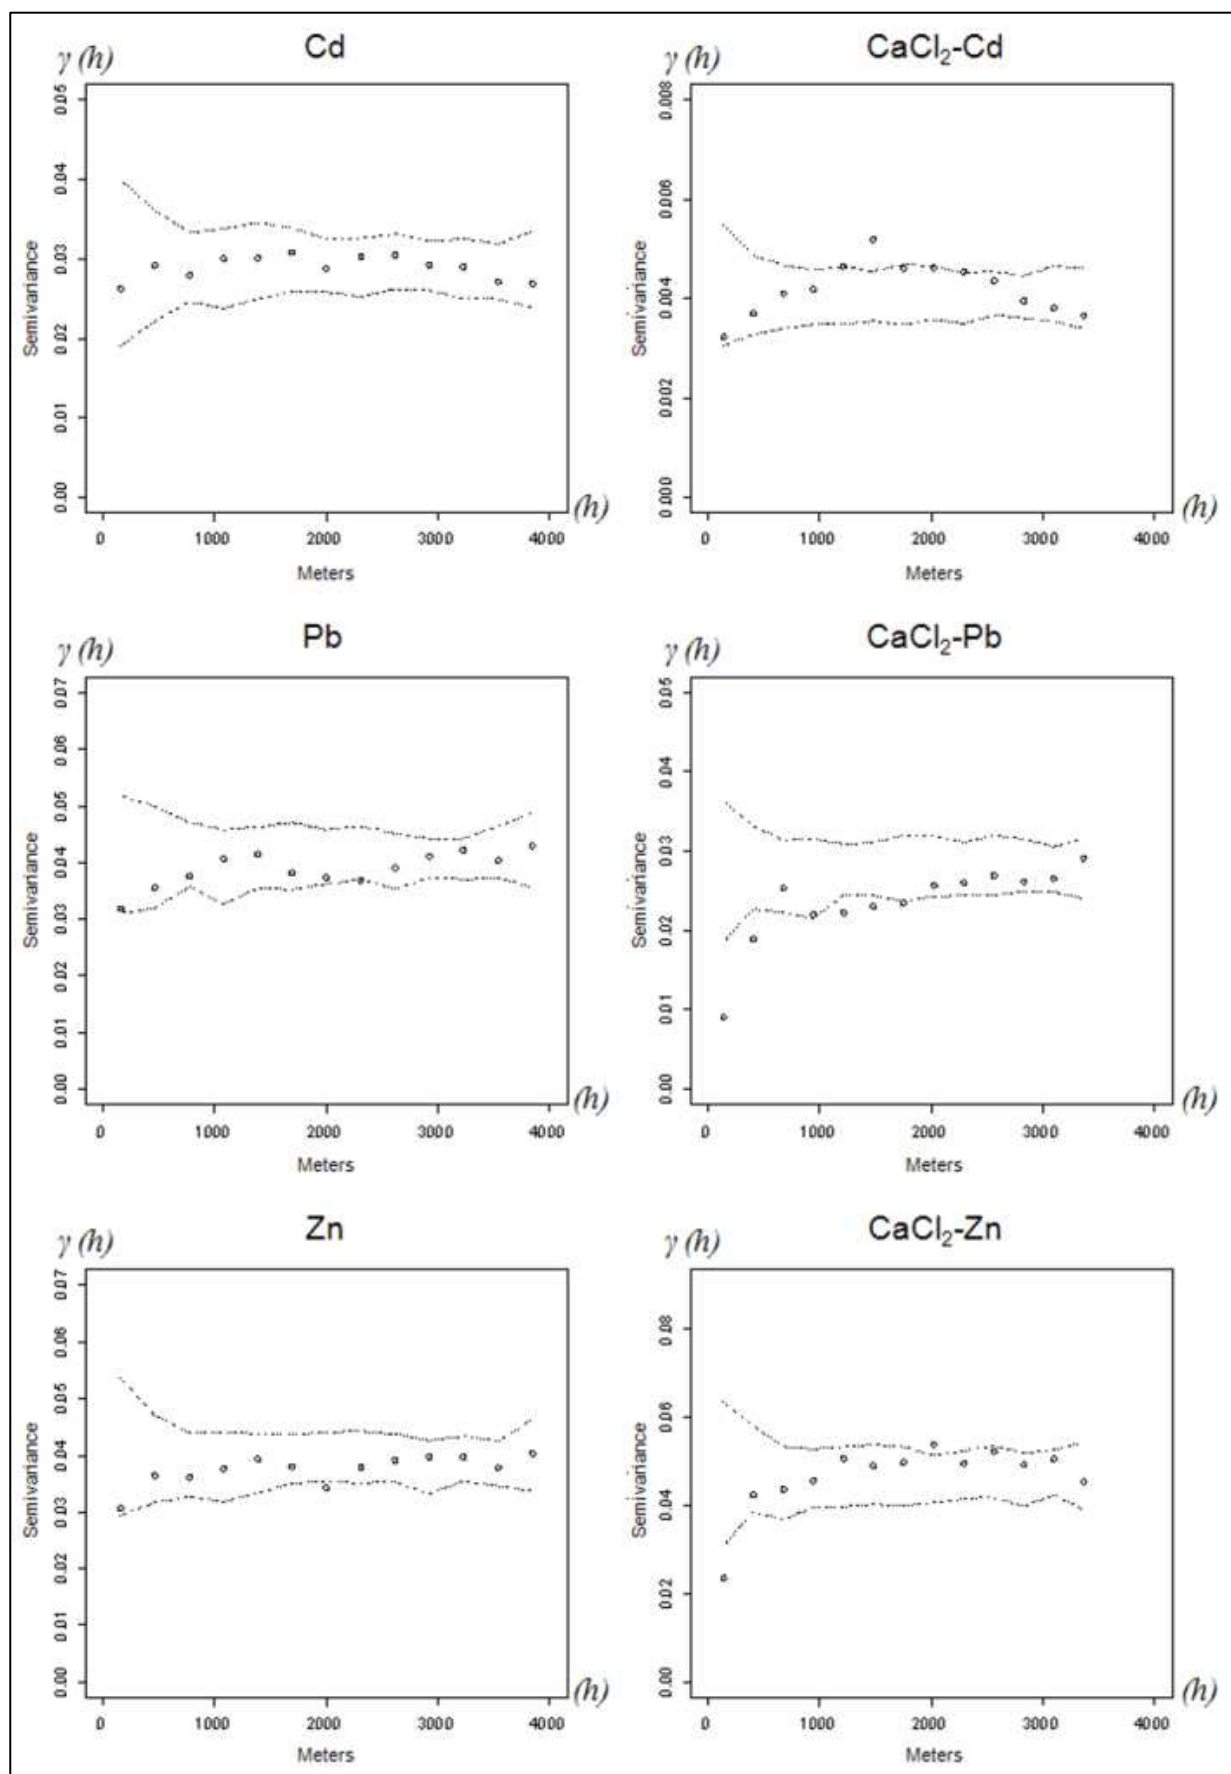 Cd
γ (h)
Semivariance
0.05
0.04
0.03
0.02
0.01
0.00
0 1000 2000 3000 4000
(h)
Meters
CaCl₂-Cd
γ (h)
Semivariance
0.008
0.006
0.004
0.002
0.000
0 1000 2000 3000 4000
(h)
Meters
Pb
γ (h)
Semivariance
0.07
0.06
0.05
0.04
0.03
0.02
0.01
0.00
0 1000 2000 3000 4000
(h)
Meters
CaCl₂-Pb
γ (h)
Semivariance
0.05
0.04
0.03
0.02
0.01
0.00
0 1000 2000 3000 4000
(h)
Meters
Zn
γ (h)
Semivariance
0.07
0.06
0.05
0.04
0.03
0.02
0.01
0.00
0 1000 2000 3000 4000
(h)
Meters
CaCl₂-Zn
γ (h)
Semivariance
0.08
0.06
0.04
0.02
0.00
0 1000 2000 3000 4000
(h)
Meters